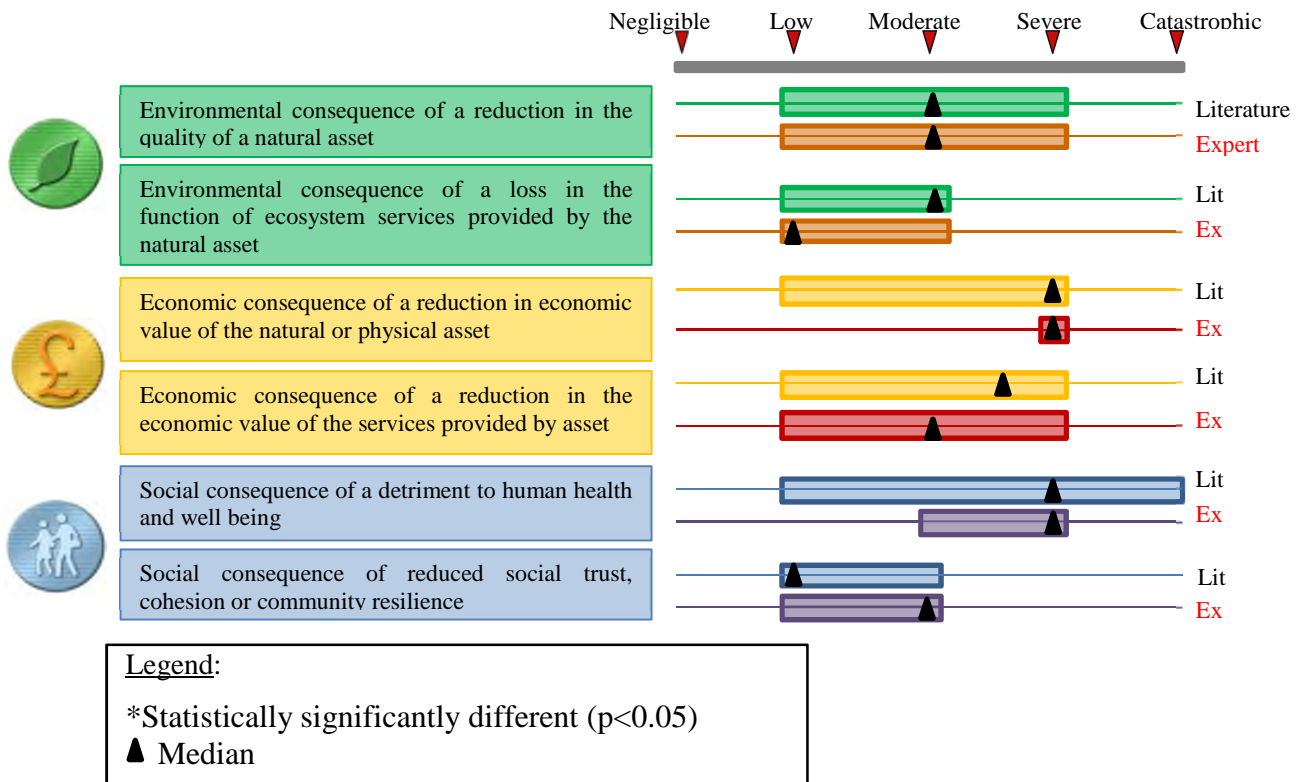 Negligible Low Moderate Severe Catastrophic
Environmental consequence of a reduction in the
quality of a natural asset
Literature
Expert
Environmental consequence of a loss in the
function of ecosystem services provided by the
natural asset
Lit
Ex
Economic consequence of a reduction in economic
value of the natural or physical asset
Lit
Ex
Economic consequence of a reduction in the
economic value of the services provided by asset
Lit
Ex
£
Social consequence of a detriment to human health
and well being
Lit
Ex
Social consequence of reduced social trust,
cohesion or community resilience
Lit
Ex
Legend:
*Statistically significantly different (p<0.05)
Median